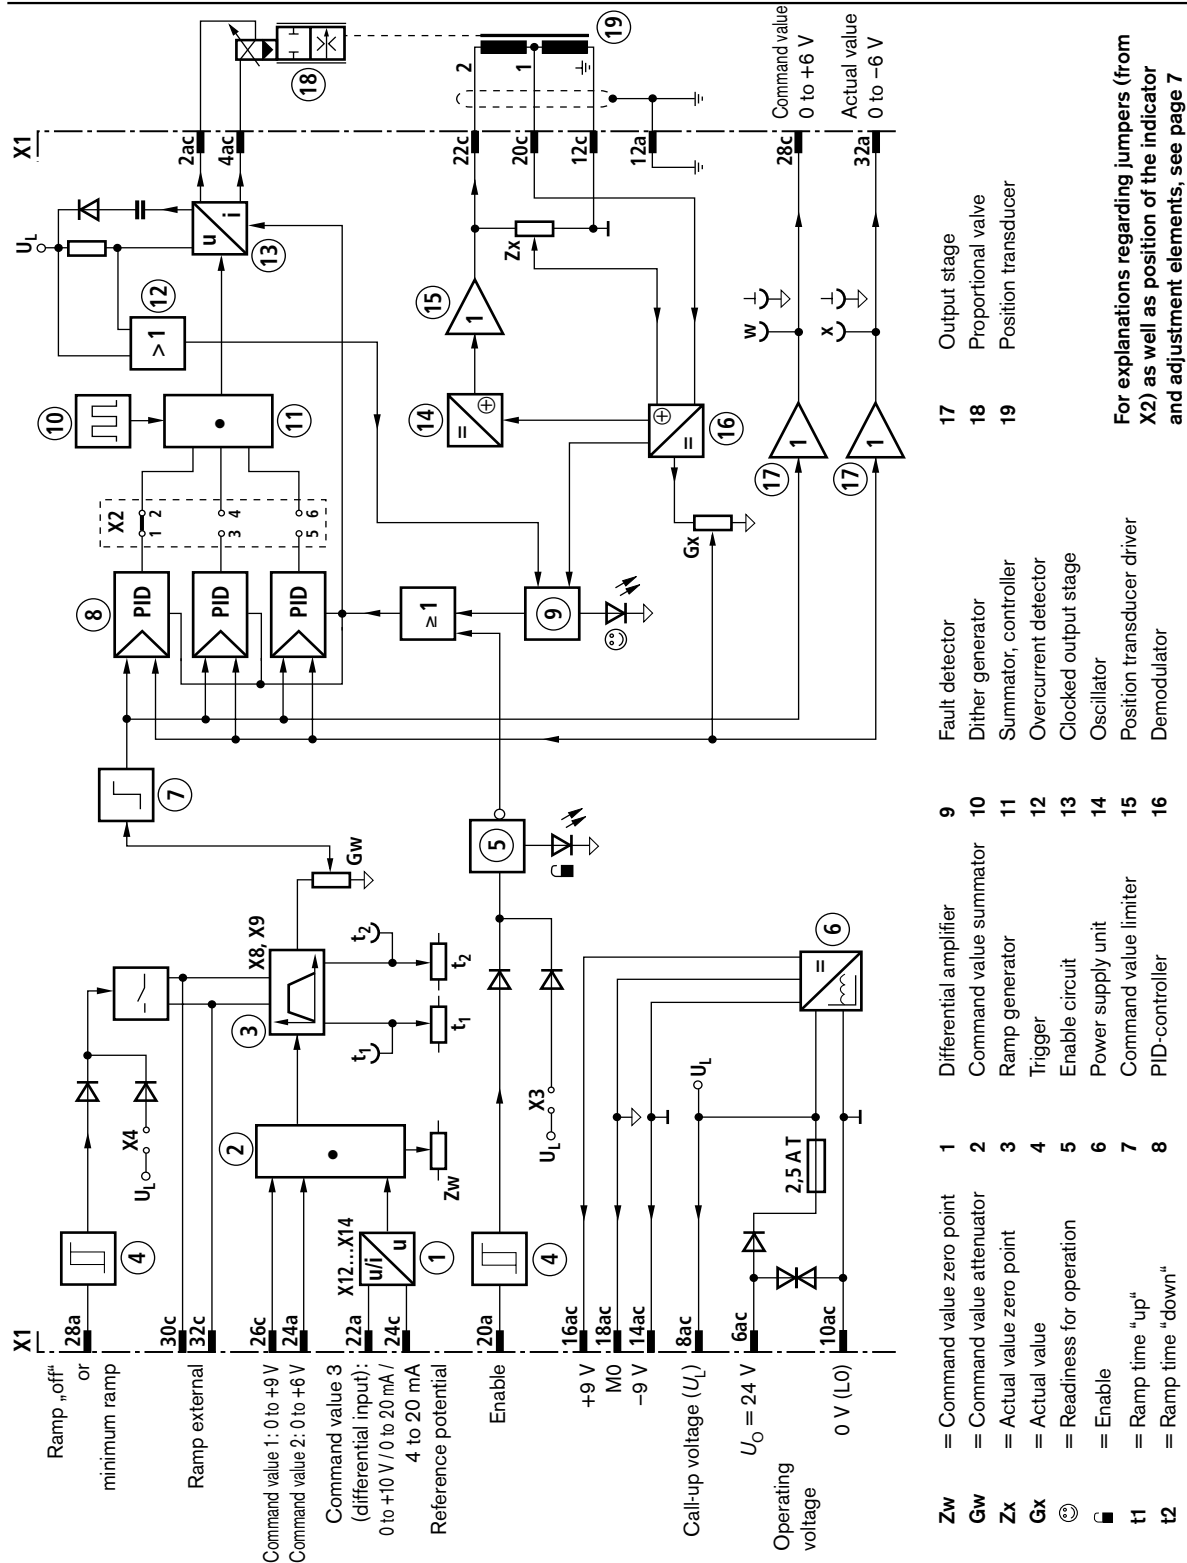 X1
Ramp „off“
or
minimum ramp
28a
4
X4
U_L
Ramp external
30c
32c
Command value 1: 0 to +9 V
26c
Command value 2: 0 to +6 V
24a
Command value 3
(differential input):
0 to +10 V / 0 to 20 mA /
4 to 20 mA
Reference potential
22a
24c
X12...X14
u/i
u
1
2
Zw
3
X8, X9
t1
t1
t2
t2
Gw
7
Enable
20a
4
X3
U_L
5
+9 V
16ac
M0
18ac
−9 V
14ac
Call-up voltage (U_L)
8ac
U_L
Operating
voltage
U_O = 24 V
6ac
2,5 A T
0 V (L0)
10ac
=
6
8
PID
PID
PID
X2
1 2
3 4
5 6
10
11
12
> 1
U_L
u
i
13
≥ 1
9
14
=
15
1
16
=
Zx
Gx
17
1
17
1
w
x
X1
2ac
4ac
22c
20c
12c
12a
28c
32a
18
19
2
1
Command value
0 to +6 V
Actual value
0 to −6 V
Zw = Command value zero point
Gw = Command value attenuator
Zx = Actual value zero point
Gx = Actual value
☺ = Readiness for operation
= Enable
t1 = Ramp time “up“
t2 = Ramp time “down“
1 Differential amplifier
2 Command value summator
3 Ramp generator
4 Trigger
5 Enable circuit
6 Power supply unit
7 Command value limiter
8 PID-controller
9 Fault detector
10 Dither generator
11 Summator, controller
12 Overcurrent detector
13 Clocked output stage
14 Oscillator
15 Position transducer driver
16 Demodulator
17 Output stage
18 Proportional valve
19 Position transducer
For explanations regarding jumpers (from
X2) as well as position of the indicator
and adjustment elements, see page 7